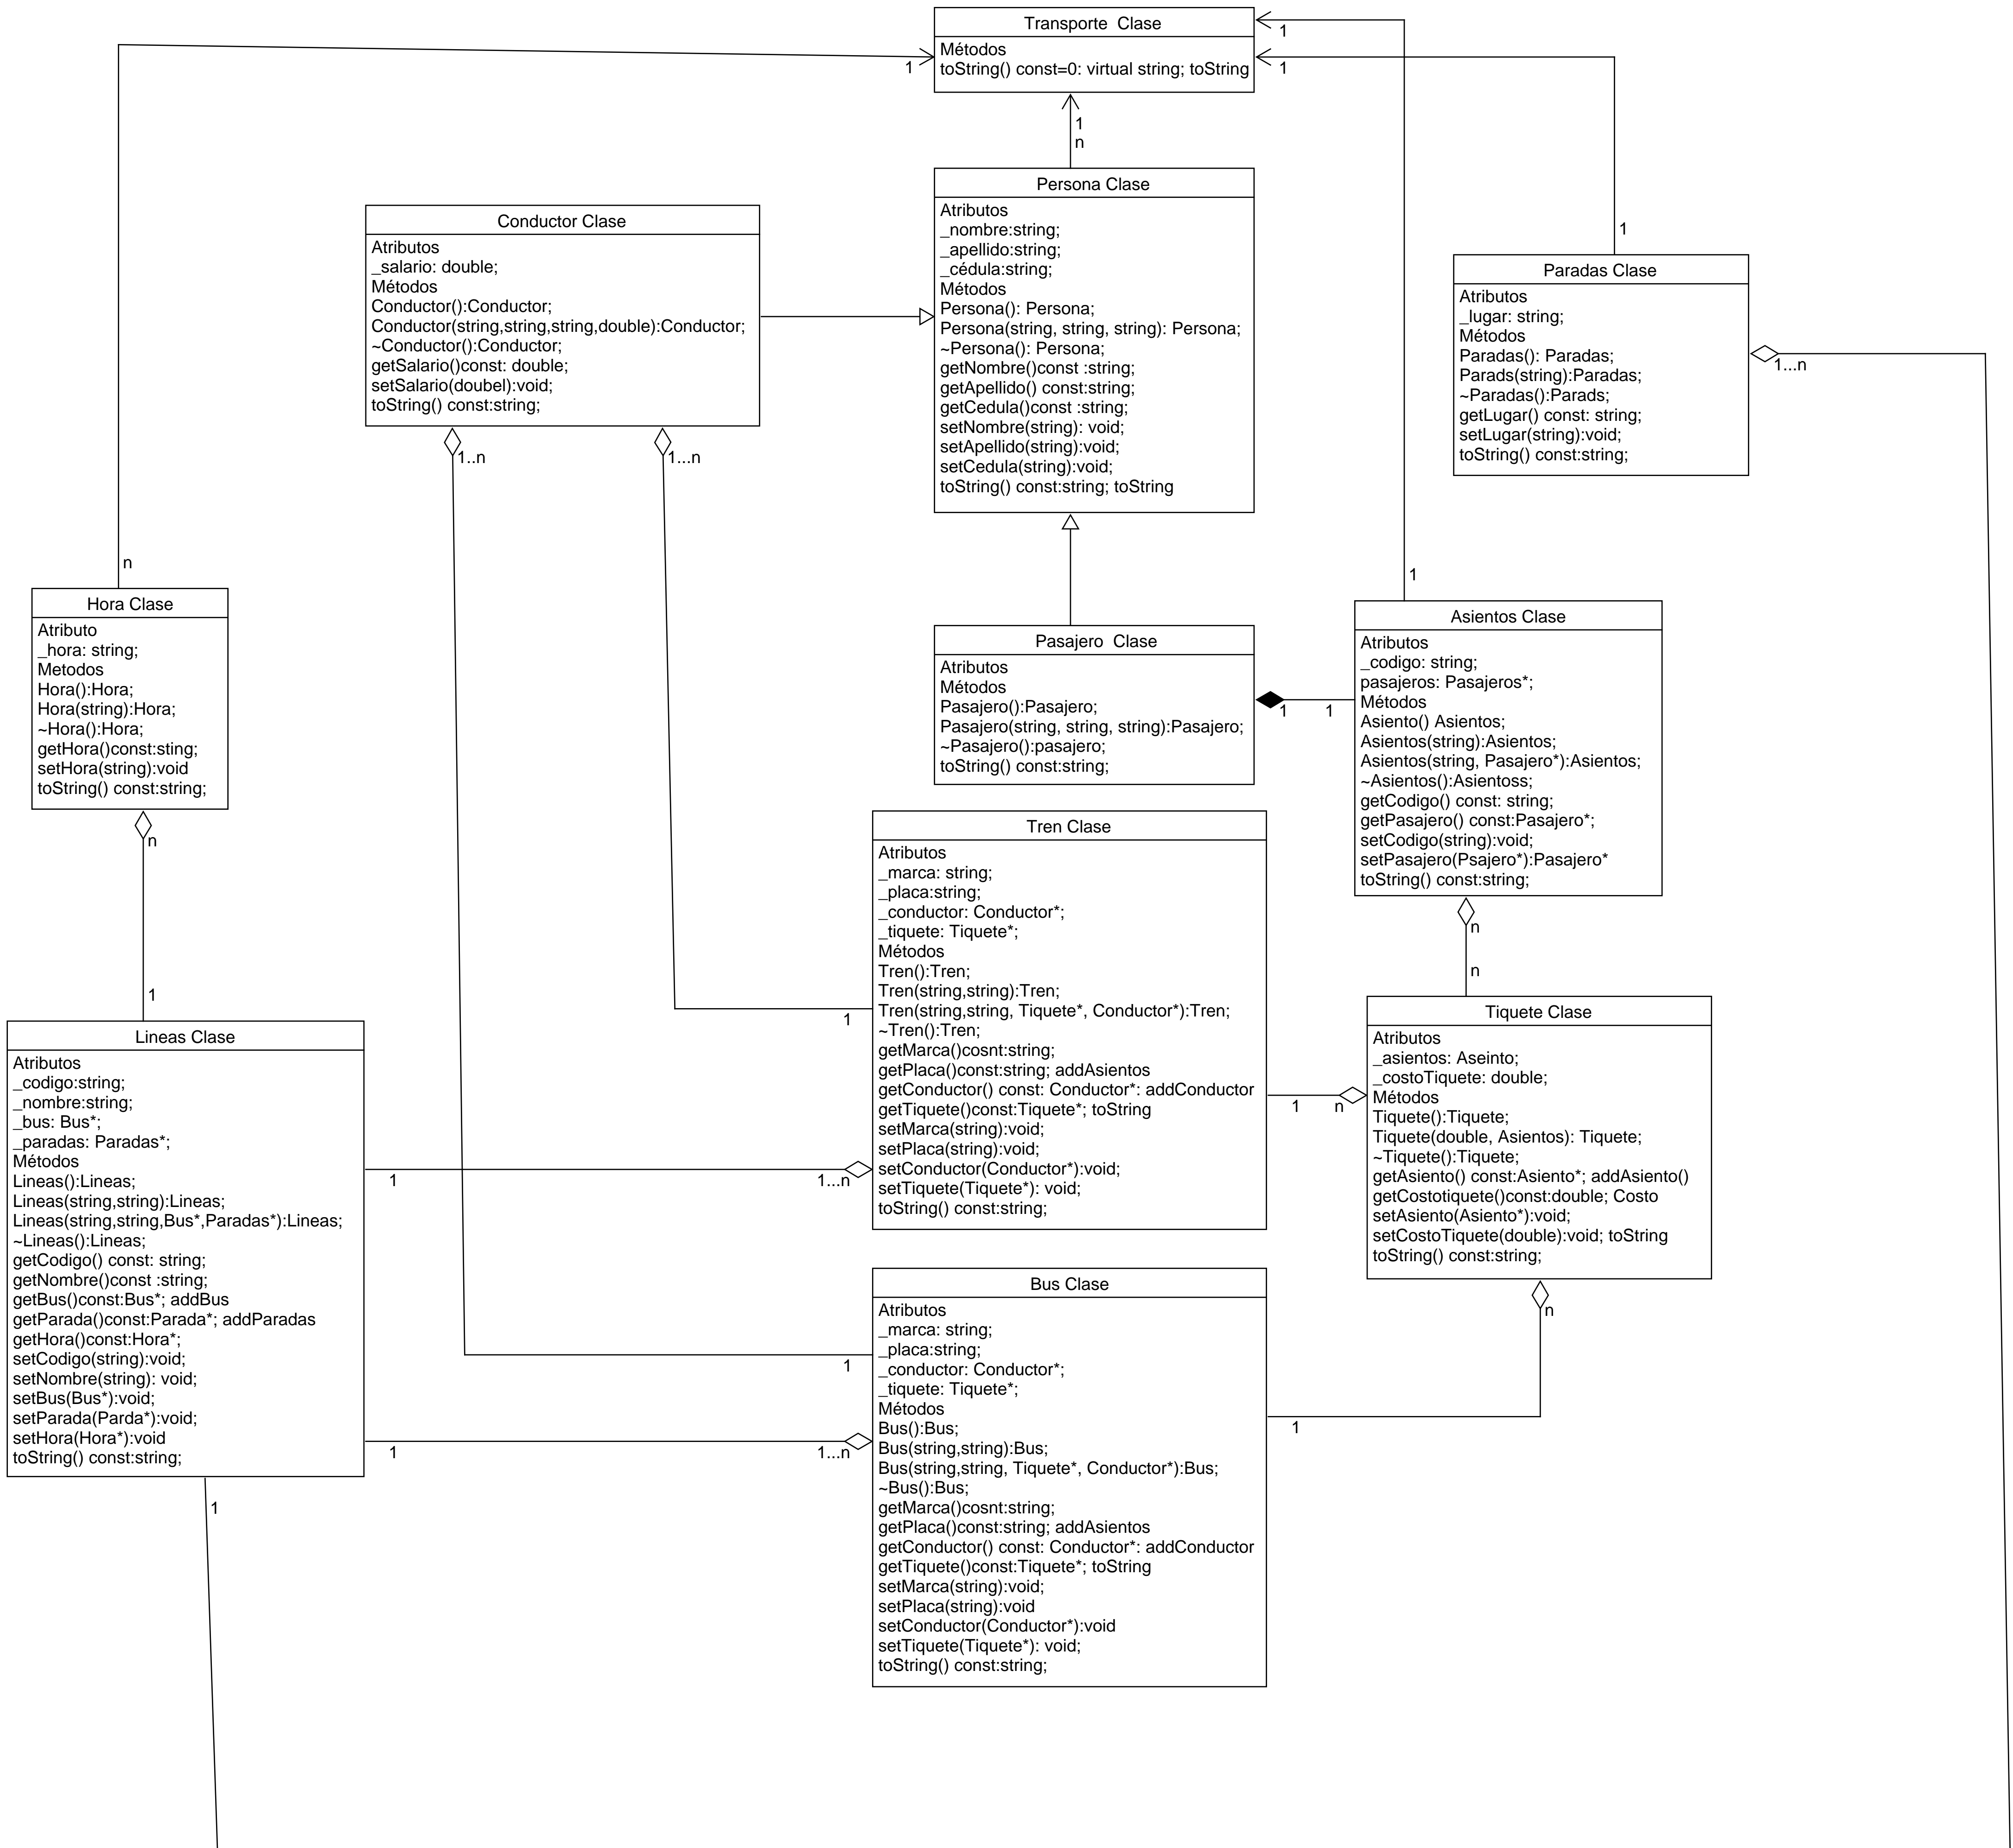 Transporte  Clase
Métodos
toString() const=0: virtual string; toString
1
1
1
1
n
Persona Clase
Atributos
_nombre:string;
_apellido:string;
_cédula:string;
Métodos
Persona(): Persona;
Persona(string, string, string): Persona;
~Persona(): Persona;
getNombre()const :string;
getApellido() const:string;
getCedula()const :string;
setNombre(string): void;
setApellido(string):void;
setCedula(string):void;
toString() const:string; toString
Conductor Clase
Atributos
_salario: double;
Métodos
Conductor():Conductor;
Conductor(string,string,string,double):Conductor;
~Conductor():Conductor;
getSalario()const: double;
setSalario(doubel):void;
toString() const:string;
1..n
1...n
1
Paradas Clase
Atributos
_lugar: string;
Métodos
Paradas(): Paradas;
Parads(string):Paradas;
~Paradas():Parads;
getLugar() const: string;
setLugar(string):void;
toString() const:string;
1...n
n
Hora Clase
Atributo
_hora: string;
Metodos
Hora():Hora;
Hora(string):Hora;
~Hora():Hora;
getHora()const:sting;
setHora(string):void
toString() const:string;
n
1
Pasajero  Clase
Atributos
Métodos
Pasajero():Pasajero;
Pasajero(string, string, string):Pasajero;
~Pasajero():pasajero;
toString() const:string;
1
1
1
Asientos Clase
Atributos
_codigo: string;
pasajeros: Pasajeros*;
Métodos
Asiento() Asientos;
Asientos(string):Asientos;
Asientos(string, Pasajero*):Asientos;
~Asientos():Asientoss;
getCodigo() const: string;
getPasajero() const:Pasajero*;
setCodigo(string):void;
setPasajero(Psajero*):Pasajero*
toString() const:string;
n
n
Tren Clase
Atributos
_marca: string;
_placa:string;
_conductor: Conductor*;
_tiquete: Tiquete*;
Métodos
Tren():Tren;
Tren(string,string):Tren;
Tren(string,string, Tiquete*, Conductor*):Tren;
~Tren():Tren;
getMarca()cosnt:string;
getPlaca()const:string; addAsientos
getConductor() const: Conductor*: addConductor
getTiquete()const:Tiquete*; toString
setMarca(string):void;
setPlaca(string):void;
setConductor(Conductor*):void;
setTiquete(Tiquete*): void;
toString() const:string;
1
1
n
1
1...n
Tiquete Clase
Atributos
_asientos: Aseinto;
_costoTiquete: double;
Métodos
Tiquete():Tiquete;
Tiquete(double, Asientos): Tiquete;
~Tiquete():Tiquete;
getAsiento() const:Asiento*; addAsiento()
getCostotiquete()const:double; Costo
setAsiento(Asiento*):void;
setCostoTiquete(double):void; toString
toString() const:string;
n
Lineas Clase
Atributos
_codigo:string;
_nombre:string;
_bus: Bus*;
_paradas: Paradas*;
Métodos
Lineas():Lineas;
Lineas(string,string):Lineas;
Lineas(string,string,Bus*,Paradas*):Lineas;
~Lineas():Lineas;
getCodigo() const: string;
getNombre()const :string;
getBus()const:Bus*; addBus
getParada()const:Parada*; addParadas
getHora()const:Hora*;
setCodigo(string):void;
setNombre(string): void;
setBus(Bus*):void;
setParada(Parda*):void;
setHora(Hora*):void
toString() const:string;
1
Bus Clase
Atributos
_marca: string;
_placa:string;
_conductor: Conductor*;
_tiquete: Tiquete*;
Métodos
Bus():Bus;
Bus(string,string):Bus;
Bus(string,string, Tiquete*, Conductor*):Bus;
~Bus():Bus;
getMarca()cosnt:string;
getPlaca()const:string; addAsientos
getConductor() const: Conductor*: addConductor
getTiquete()const:Tiquete*; toString
setMarca(string):void;
setPlaca(string):void
setConductor(Conductor*):void
setTiquete(Tiquete*): void;
toString() const:string;
1
1
1
1...n